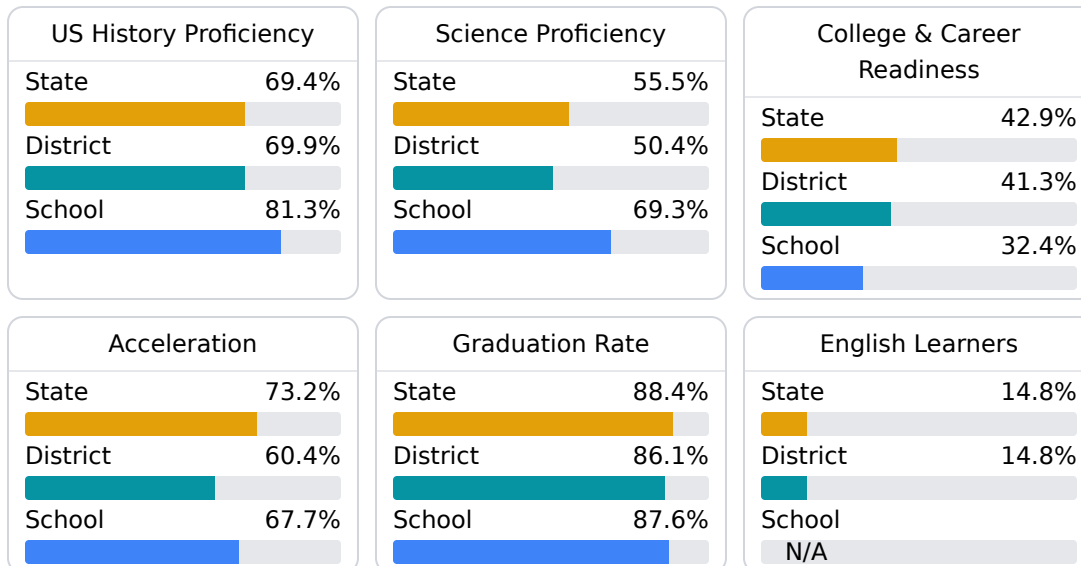 US History Proficiency
State 69.4%
District 69.9%
School 81.3%
Science Proficiency
State 55.5%
District 50.4%
School 69.3%
College & Career
Readiness
State 42.9%
District 41.3%
School 32.4%
Acceleration
State 73.2%
District 60.4%
School 67.7%
Graduation Rate
State 88.4%
District 86.1%
School 87.6%
English Learners
State 14.8%
District 14.8%
School
N/A